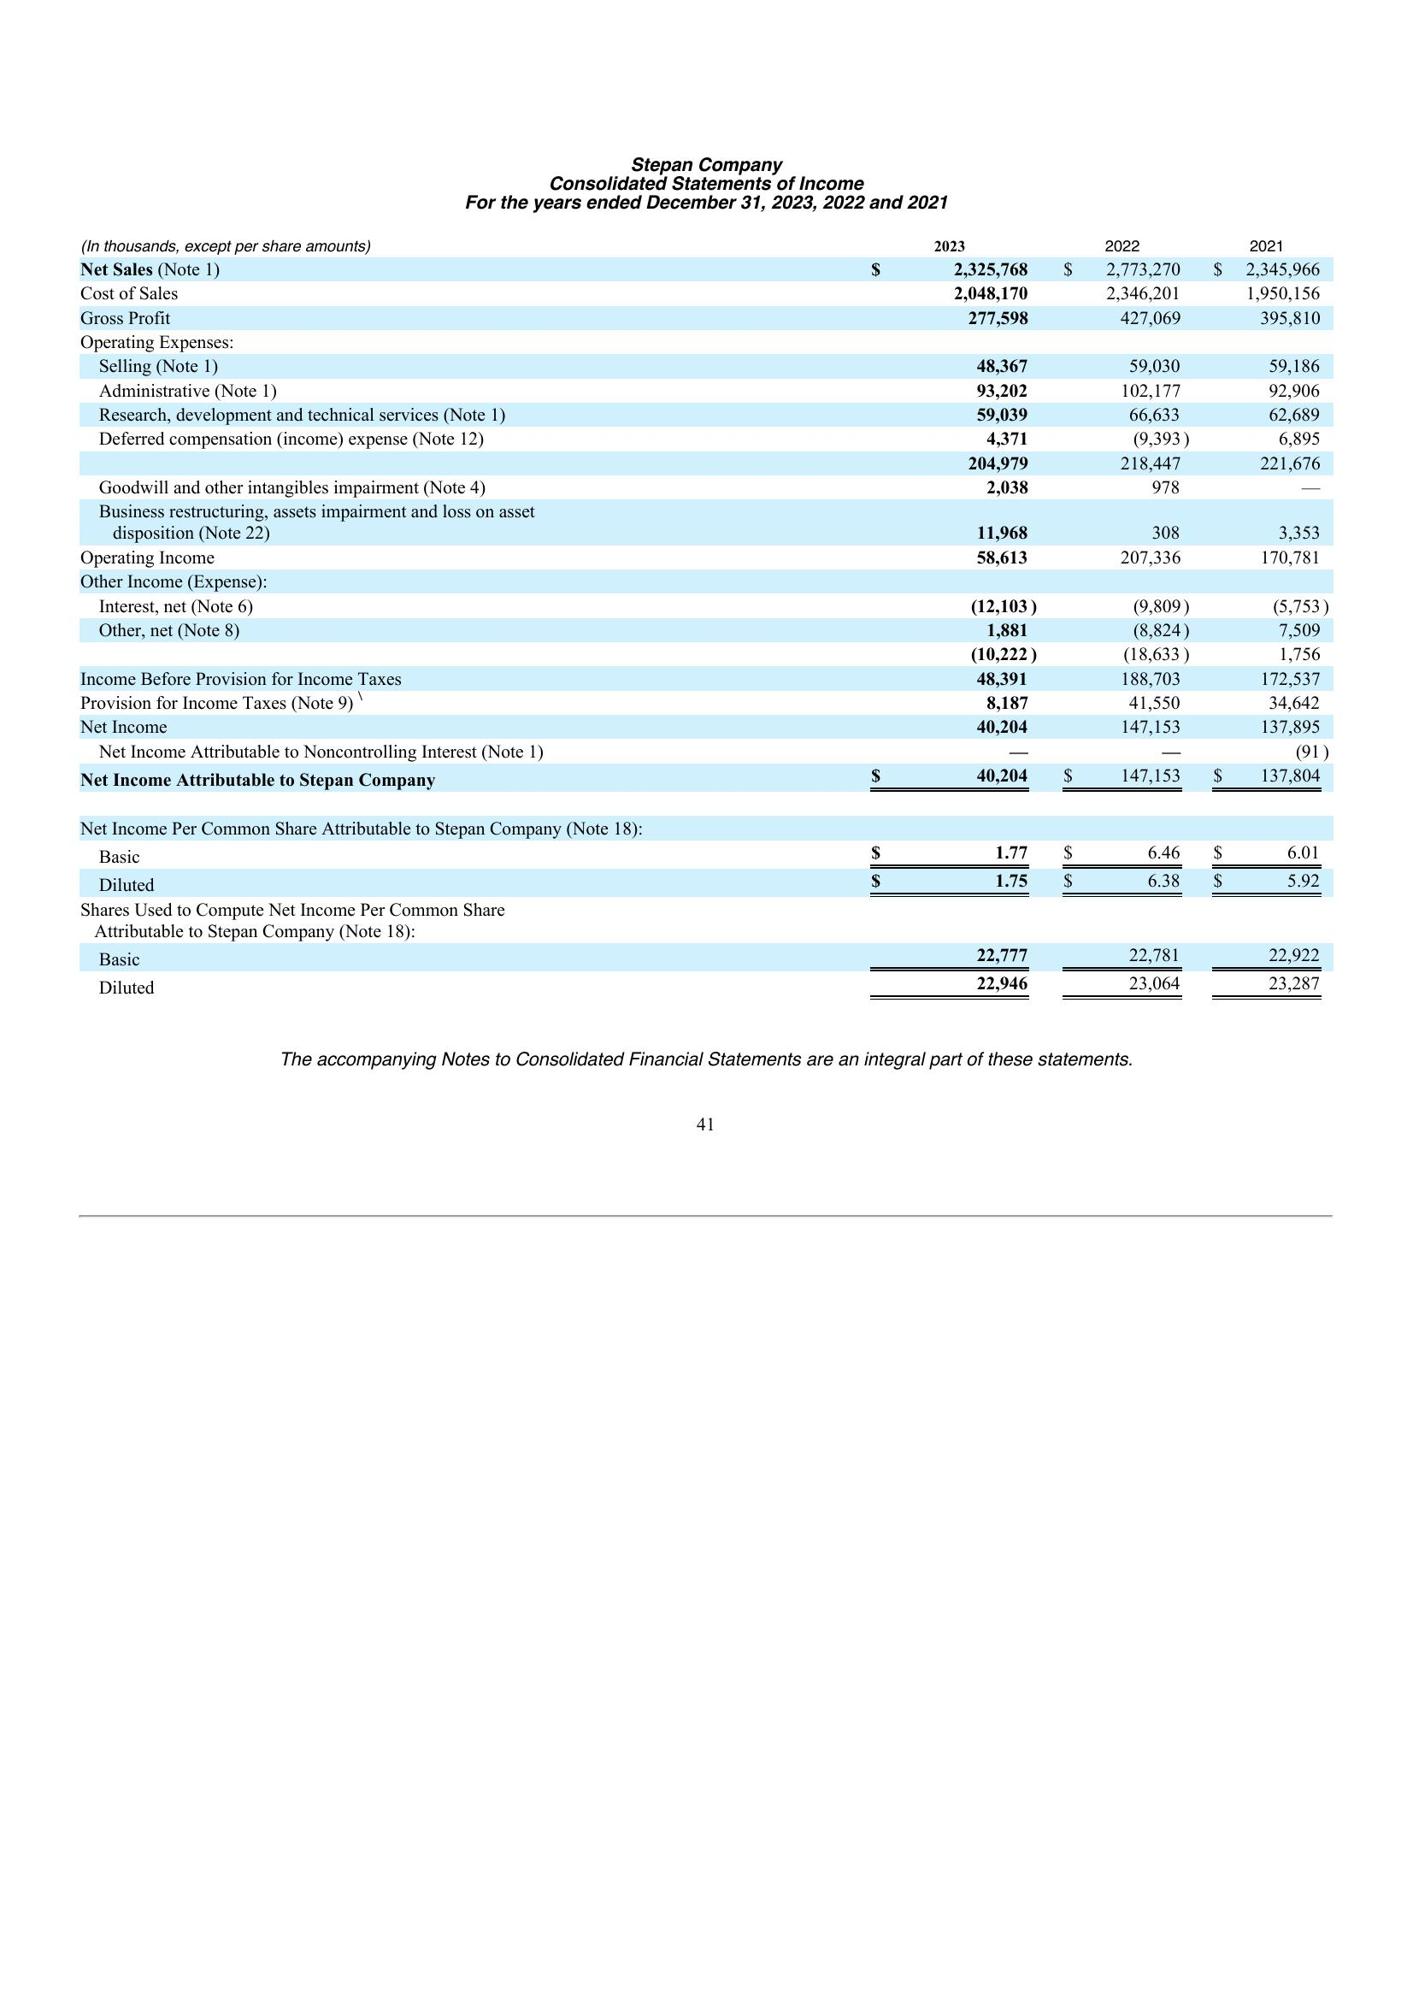 Stepan Company
Consolidated Statements of Income
For the years ended December 31, 2023, 2022 and 2021
(In thousands, except per share amounts) 2023 2022 2021
Net Sales (Note 1) $ 2,325,768 $ 2,773,270 $ 2,345,966
Cost of Sales 2,048,170 2,346,201 1,950,156
Gross Profit 277,598 427,069 395,810
Operating Expenses:
Selling (Note 1) 48,367 59,030 59,186
Administrative (Note 1) 93,202 102,177 92,906
Research, development and technical services (Note 1) 59,039 66,633 62,689
Deferred compensation (income) expense (Note 12) 4,371 (9,393) 6,895
204,979 218,447 221,676
Goodwill and other intangibles impairment (Note 4) 2,038 978 —
Business restructuring, assets impairment and loss on asset
disposition (Note 22) 11,968 308 3,353
Operating Income 58,613 207,336 170,781
Other Income (Expense):
Interest, net (Note 6) (12,103) (9,809) (5,753)
Other, net (Note 8) 1,881 (8,824) 7,509
(10,222) (18,633) 1,756
Income Before Provision for Income Taxes 48,391 188,703 172,537
Provision for Income Taxes (Note 9) \ 8,187 41,550 34,642
Net Income 40,204 147,153 137,895
Net Income Attributable to Noncontrolling Interest (Note 1) — — (91)
Net Income Attributable to Stepan Company $ 40,204 $ 147,153 $ 137,804
Net Income Per Common Share Attributable to Stepan Company (Note 18):
Basic $ 1.77 $ 6.46 $ 6.01
Diluted $ 1.75 $ 6.38 $ 5.92
Shares Used to Compute Net Income Per Common Share
Attributable to Stepan Company (Note 18):
Basic 22,777 22,781 22,922
Diluted 22,946 23,064 23,287
The accompanying Notes to Consolidated Financial Statements are an integral part of these statements.
41